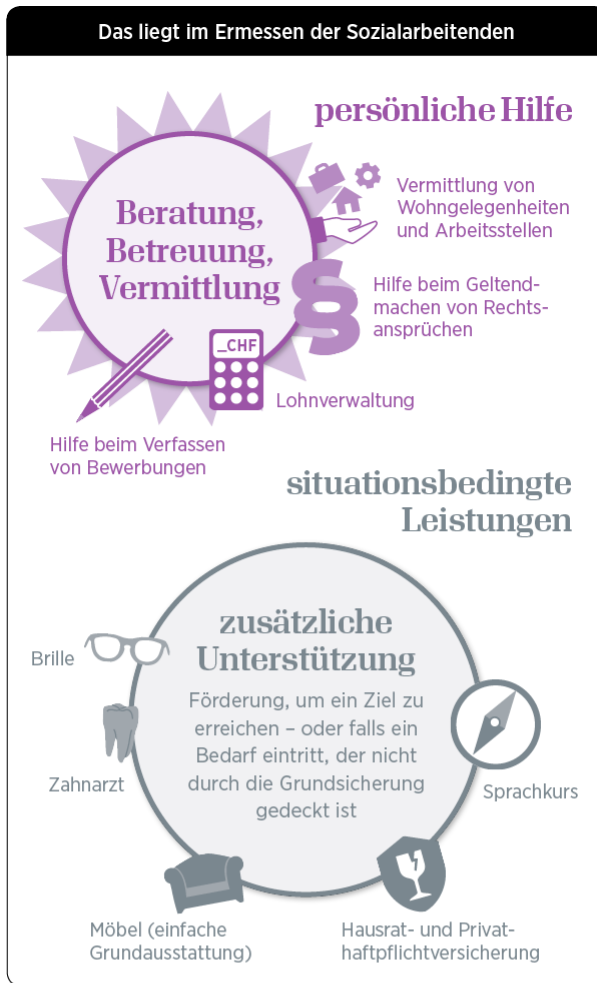 Das liegt im Ermessen der Sozialarbeitenden
persönliche Hilfe
Beratung,
Betreuung,
Vermittlung
Vermittlung von
Wohngelegenheiten
und Arbeitsstellen
Hilfe beim Geltend-
machen von Rechts-
ansprüchen
§
_CHF
Lohnverwaltung
Hilfe beim Verfassen
von Bewerbungen
situationsbedingte
Leistungen
zusätzliche
Unterstützung
Förderung, um ein Ziel zu
erreichen – oder falls ein
Bedarf eintritt, der nicht
durch die Grundsicherung
gedeckt ist
Brille
Zahnarzt
Sprachkurs
Möbel (einfache
Grundausstattung)
Hausrat- und Privat-
haftpflichtversicherung